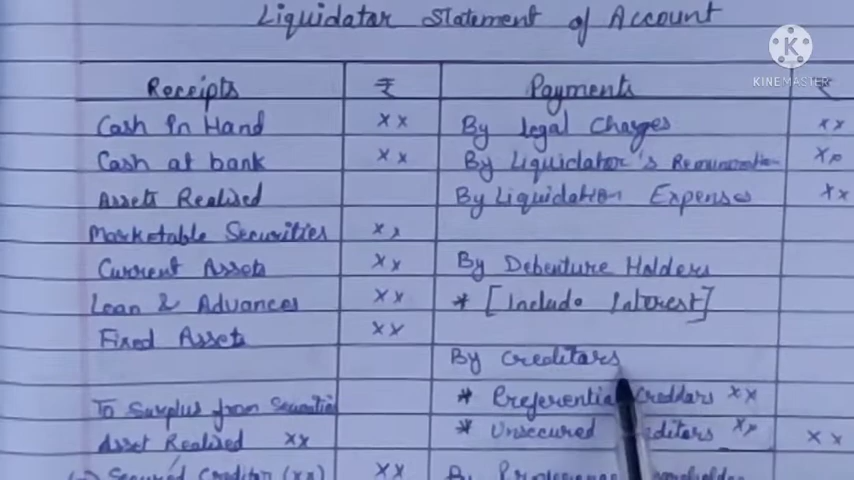 Liquidator Statement of Account
KINEMASTER
Receipts ₹ Payments ₹
Cash In Hand xx By Legal Charges xx
Cash at bank xx By Liquidator's Remuneration xx
Assets Realised By Liquidation Expenses xx
Marketable Securities xx
Current Assets xx By Debenture Holders
Loan & Advances xx * [Include Interest]
Fixed Assets xx
By Creditors
To Surplus from Securities * Preferential xx
Asset Realised xx * Unsecured xx xx
Secured Creditor (xx) xx By